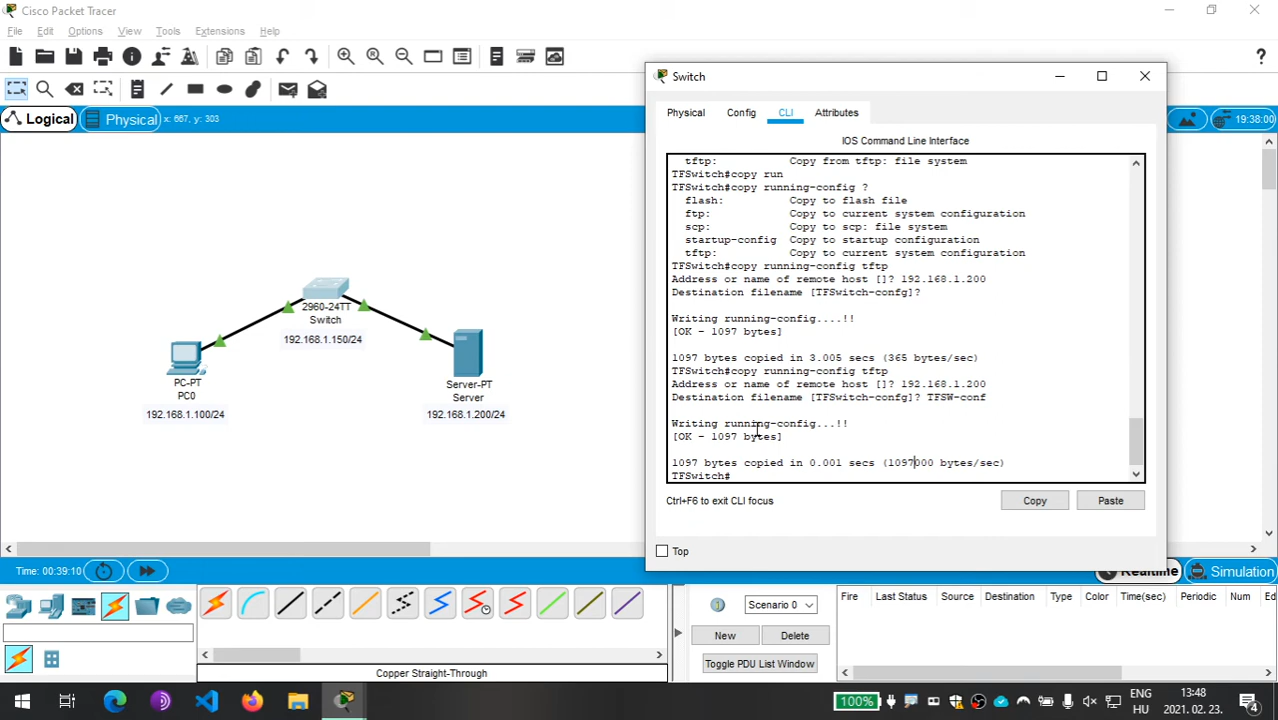 Cisco Packet Tracer
File Edit Options View Tools Extensions Help
Logical Physical x: 667, y: 303
Switch
Physical Config CLI Attributes
IOS Command Line Interface
tftp: Copy from tftp: file system
TFSwitch#copy run
TFSwitch#copy running-config ?
flash: Copy to flash file
ftp: Copy to current system configuration
scp: Copy to scp: file system
startup-config Copy to startup configuration
tftp: Copy to current system configuration
TFSwitch#copy running-config tftp
Address or name of remote host []? 192.168.1.200
Destination filename [TFSwitch-confg]?
Writing running-config....!!
[OK - 1097 bytes]
1097 bytes copied in 3.005 secs (365 bytes/sec)
TFSwitch#copy running-config tftp
Address or name of remote host []? 192.168.1.200
Destination filename [TFSwitch-confg]? TFSW-conf
Writing running-config...!!
[OK - 1097 bytes]
1097 bytes copied in 0.001 secs (1097000 bytes/sec)
TFSwitch#
Ctrl+F6 to exit CLI focus
Copy
Paste
Top
19:38:00
2960-24TT
Switch
192.168.1.150/24
PC-PT
PC0
192.168.1.100/24
Server-PT
Server
192.168.1.200/24
Time: 00:39:10
Realtime
Simulation
Scenario 0
New
Delete
Toggle PDU List Window
Fire Last Status Source Destination Type Color Time(sec) Periodic Num Ed
Copper Straight-Through
100%
ENG
HU
13:48
2021. 02. 23.
4